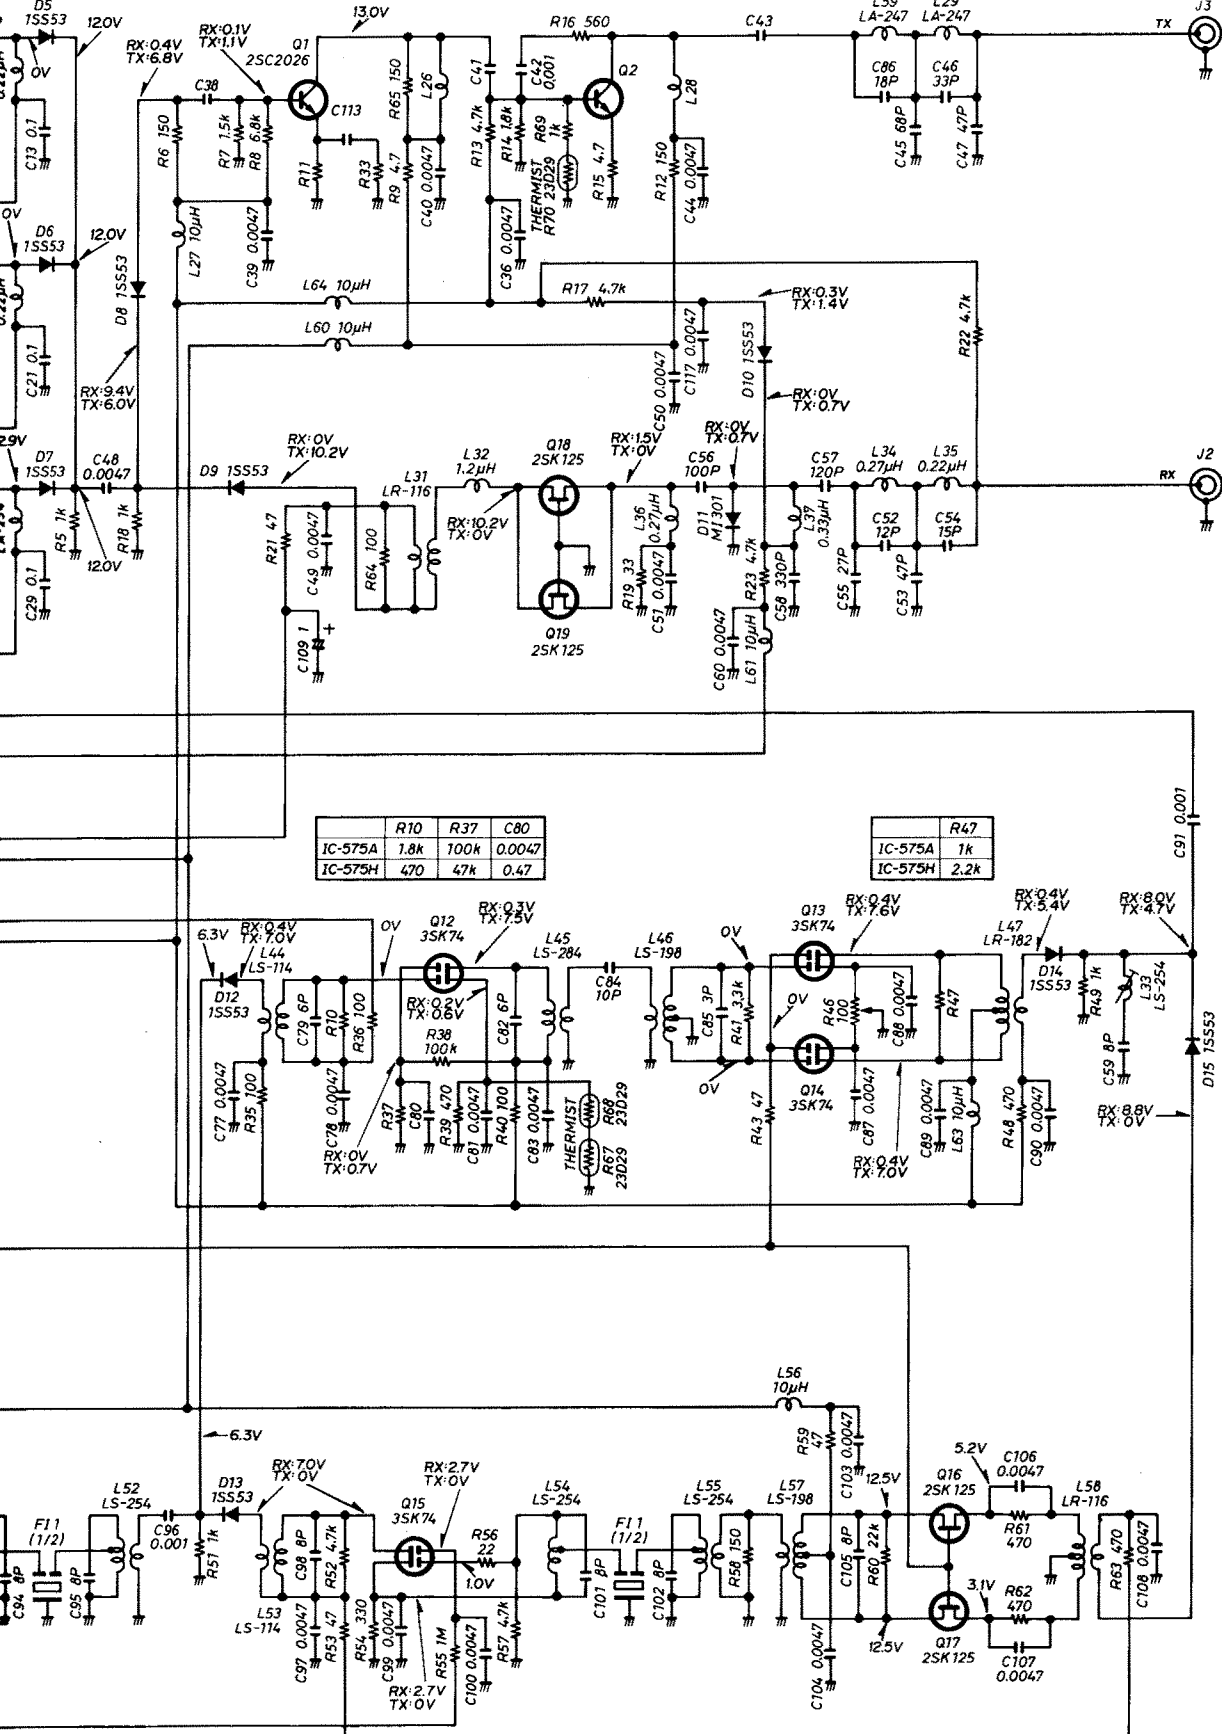 D5
1SS53
12.0V
0V
C13 0.1
RX:0.4V
TX:6.8V
RX:0.1V
TX:1.1V
Q1
2SC2026
13.0V
C38
R6 150
R7 1.5k
R8 6.8k
C113
R11
R33
R65 150
L26
R9 4.7
C40 0.0047
C41
R13 4.7k
C42
0.001
R14 1.8k
R16 560
R69
1k
Q2
THERMIST
R70 23D29
R15 4.7
C36 0.0047
L28
R12 150
C44 0.0047
C43
L59
LA-247
L29
LA-247
C86
18P
C46
33P
C45 68P
C47 47P
TX
J3
0V
D6
1SS53
12.0V
0.22μH
C21 0.1
D8 1SS53
L27 10μH
C39 0.0047
L64 10μH
L60 10μH
R17 4.7k
RX:0.3V
TX:1.4V
C50 0.0047
C117 0.0047
D10 1SS53
R22 4.7k
RX:9.4V
TX:6.0V
RX:0V
TX:0.7V
D7
1SS53
C48
0.0047
R5 1k
12.0V
R18 1k
C29 0.1
D9 1SS53
RX:0V
TX:10.2V
R21 47
C49 0.0047
R64 100
L31
LR-116
C109 1
+
L32
1.2μH
Q18
2SK125
RX:10.2V
TX:0V
Q19
2SK125
RX:1.5V
TX:0V
L36
0.27μH
R19 33
C51 0.0047
RX:0V
TX:0.7V
C56
100P
D11
MI301
R23 4.7k
C58 330P
L37
0.33μH
C57
120P
C60 0.0047
L61 10μH
L34
0.27μH
L35
0.22μH
C52
12P
C54
15P
C55 27P
C53 47P
RX
J2
R10 R37 C80
IC-575A 1.8k 100k 0.0047
IC-575H 470 47k 0.47
R47
IC-575A 1k
IC-575H 2.2k
C91 0.001
6.3V
RX:0.4V
TX:7.0V
L44
LS-114
D12
1SS53
C77 0.0047
R35 100
C79 6P
R10
R36 100
C78 0.0047
0V
Q12
3SK74
RX:0.3V
TX:7.5V
RX:0.2V
TX:0.6V
R38
100k
R37
C80
R39 470
C81 0.0047
R40 100
C82 6P
C83 0.0047
RX:0V
TX:0.7V
L45
LS-284
THERMIST
R68
23D29
R67
23D29
C84
10P
L46
LS-198
C85 3P
R41 3.3k
0V
0V
0V
Q13
3SK74
RX:0.4V
TX:7.6V
R46
100
C88 0.0047
R47
Q14
3SK74
R43 47
C87 0.0047
RX:0.4V
TX:7.0V
C89 0.0047
L63 10μH
R48 470
C90 0.0047
L47
LR-182
RX:0.4V
TX:5.4V
D14
1SS53
R49 1k
L33
LS-254
C59 8P
RX:8.0V
TX:4.7V
D15 1SS53
RX:8.8V
TX:0V
L56
10μH
6.3V
FI1
(1/2)
C94 8P
C95 8P
L52
LS-254
C96
0.001
R51 1k
D13
1SS53
RX:7.0V
TX:0V
L53
LS-114
C98 8P
R52 4.7k
C97 0.0047
R53 47
R54 330
C99 0.0047
Q15
3SK74
RX:2.7V
TX:0V
R56
22
1.0V
R55 1M
C100 0.0047
R57 4.7k
RX:2.7V
TX:0V
L54
LS-254
C101 8P
FI1
(1/2)
C102 8P
L55
LS-254
R58 150
L57
LS-198
R59
47
C103 0.0047
C104 0.0047
C105 8P
R60 22k
12.5V
12.5V
Q16
2SK125
5.2V
C106
0.0047
R61
470
3.1V
R62
470
Q17
2SK125
C107
0.0047
L58
LR-116
R63 470
C108 0.0047